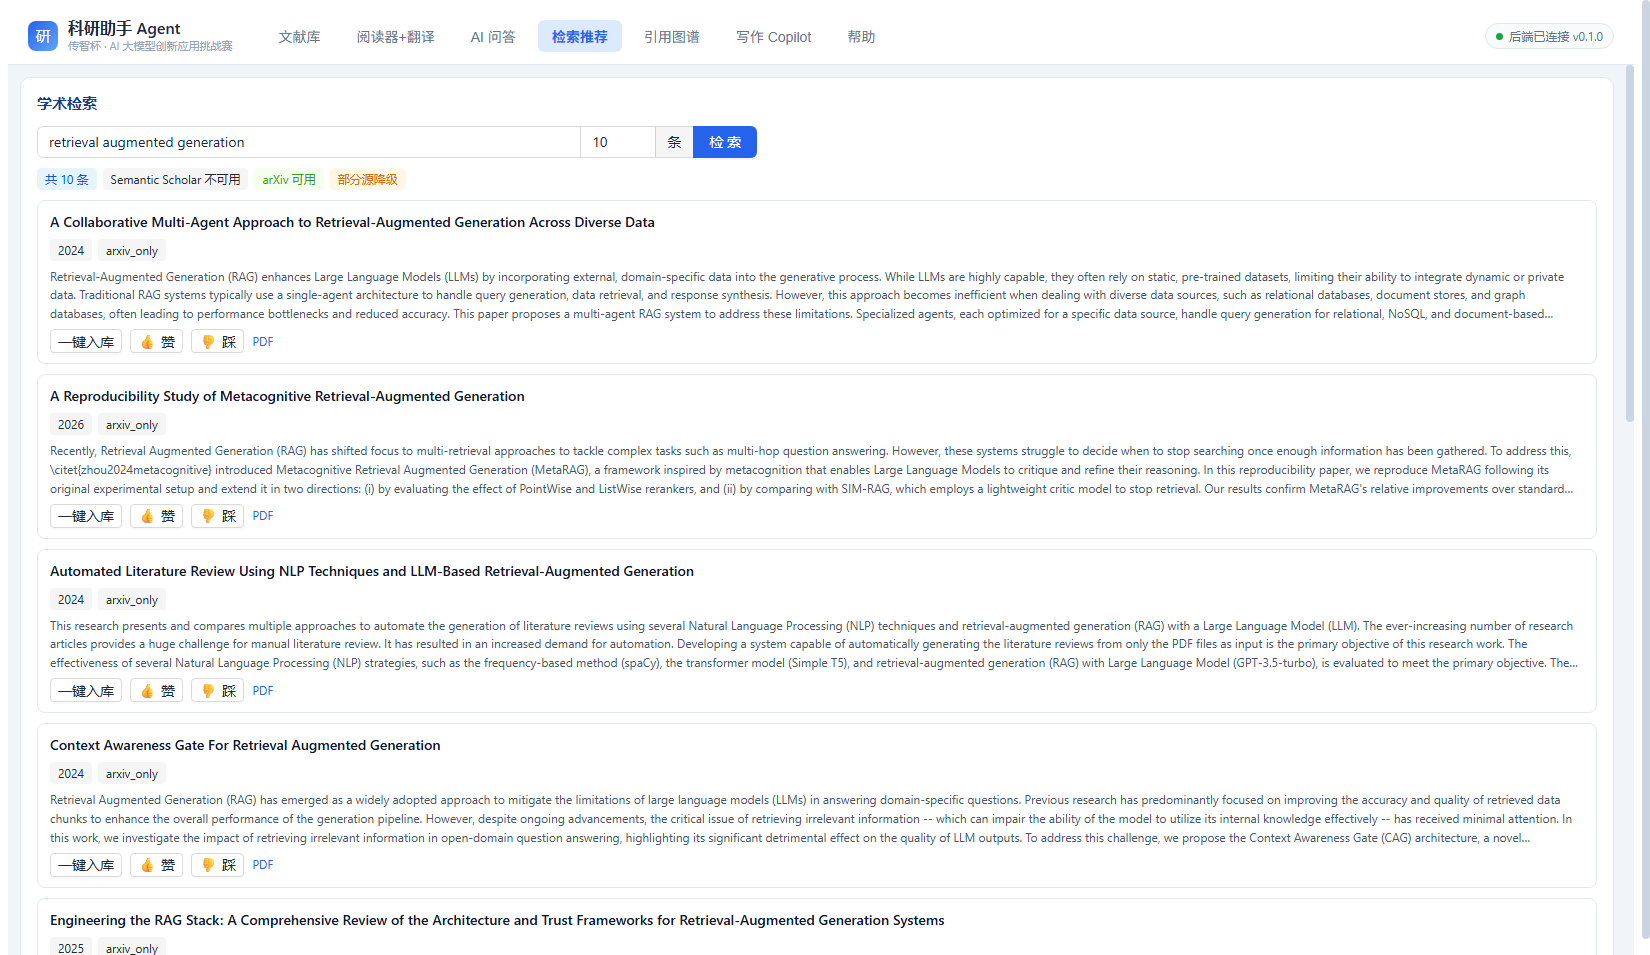 研
科研助手 Agent
传智杯 · AI 大模型创新应用挑战赛
文献库
阅读器+翻译
AI 问答
检索推荐
引用图谱
写作 Copilot
帮助
后端已连接 v0.1.0
学术检索
retrieval augmented generation
10
条
检 索
共 10 条
Semantic Scholar 不可用
arXiv 可用
部分源降级
A Collaborative Multi-Agent Approach to Retrieval-Augmented Generation Across Diverse Data
2024
arxiv_only
Retrieval-Augmented Generation (RAG) enhances Large Language Models (LLMs) by incorporating external, domain-specific data into the generative process. While LLMs are highly capable, they often rely on static, pre-trained datasets, limiting their ability to integrate dynamic or private
data. Traditional RAG systems typically use a single-agent architecture to handle query generation, data retrieval, and response synthesis. However, this approach becomes inefficient when dealing with diverse data sources, such as relational databases, document stores, and graph
databases, often leading to performance bottlenecks and reduced accuracy. This paper proposes a multi-agent RAG system to address these limitations. Specialized agents, each optimized for a specific data source, handle query generation for relational, NoSQL, and document-based...
一键入库
👍 赞
👎 踩
PDF
A Reproducibility Study of Metacognitive Retrieval-Augmented Generation
2026
arxiv_only
Recently, Retrieval Augmented Generation (RAG) has shifted focus to multi-retrieval approaches to tackle complex tasks such as multi-hop question answering. However, these systems struggle to decide when to stop searching once enough information has been gathered. To address this,
\citet{zhou2024metacognitive} introduced Metacognitive Retrieval Augmented Generation (MetaRAG), a framework inspired by metacognition that enables Large Language Models to critique and refine their reasoning. In this reproducibility paper, we reproduce MetaRAG following its
original experimental setup and extend it in two directions: (i) by evaluating the effect of PointWise and ListWise rerankers, and (ii) by comparing with SIM-RAG, which employs a lightweight critic model to stop retrieval. Our results confirm MetaRAG's relative improvements over standard...
一键入库
👍 赞
👎 踩
PDF
Automated Literature Review Using NLP Techniques and LLM-Based Retrieval-Augmented Generation
2024
arxiv_only
This research presents and compares multiple approaches to automate the generation of literature reviews using several Natural Language Processing (NLP) techniques and retrieval-augmented generation (RAG) with a Large Language Model (LLM). The ever-increasing number of research
articles provides a huge challenge for manual literature review. It has resulted in an increased demand for automation. Developing a system capable of automatically generating the literature reviews from only the PDF files as input is the primary objective of this research work. The
effectiveness of several Natural Language Processing (NLP) strategies, such as the frequency-based method (spaCy), the transformer model (Simple T5), and retrieval-augmented generation (RAG) with Large Language Model (GPT-3.5-turbo), is evaluated to meet the primary objective. The...
一键入库
👍 赞
👎 踩
PDF
Context Awareness Gate For Retrieval Augmented Generation
2024
arxiv_only
Retrieval Augmented Generation (RAG) has emerged as a widely adopted approach to mitigate the limitations of large language models (LLMs) in answering domain-specific questions. Previous research has predominantly focused on improving the accuracy and quality of retrieved data
chunks to enhance the overall performance of the generation pipeline. However, despite ongoing advancements, the critical issue of retrieving irrelevant information -- which can impair the ability of the model to utilize its internal knowledge effectively -- has received minimal attention. In
this work, we investigate the impact of retrieving irrelevant information in open-domain question answering, highlighting its significant detrimental effect on the quality of LLM outputs. To address this challenge, we propose the Context Awareness Gate (CAG) architecture, a novel...
一键入库
👍 赞
👎 踩
PDF
Engineering the RAG Stack: A Comprehensive Review of the Architecture and Trust Frameworks for Retrieval-Augmented Generation Systems
2025
arxiv_only